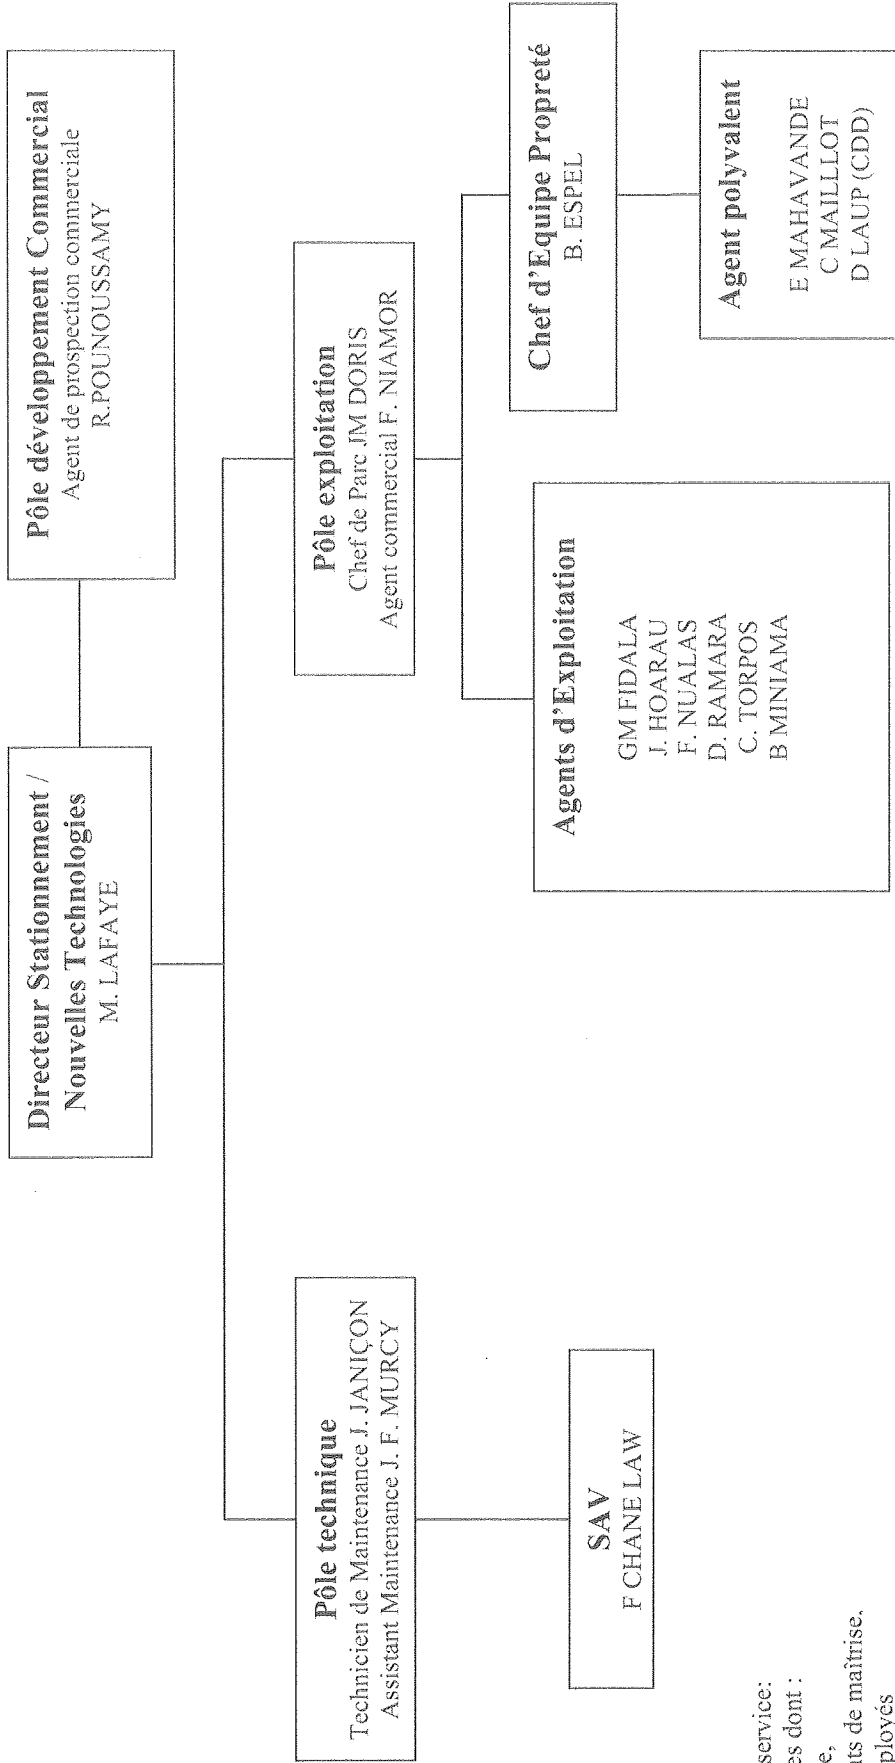 Directeur Stationnement /
Nouvelles Technologies
M. LAFAYE
Pôle développement Commercial
Agent de prospection commerciale
R.POUNOUSSAMY
Pôle technique
Technicien de Maintenance J. JANIÇON
Assistant Maintenance J. F. MURCY
Pôle exploitation
Chef de Parc JM DORIS
Agent commercial F. NIAMOR
SAV
F CHANE LAW
Agents d'Exploitation
GM FIDALA
J. HOARAU
F. NUALAS
D. RAMARA
C. TORPOS
B MINIAMA
Chef d'Equipe Propreté
B. ESPEL
Agent polyvalent
E MAHAVANDE
C MAILLLOT
D LAUP (CDD)
service:
es dont :
e,
nts de maîtrise.
ployés